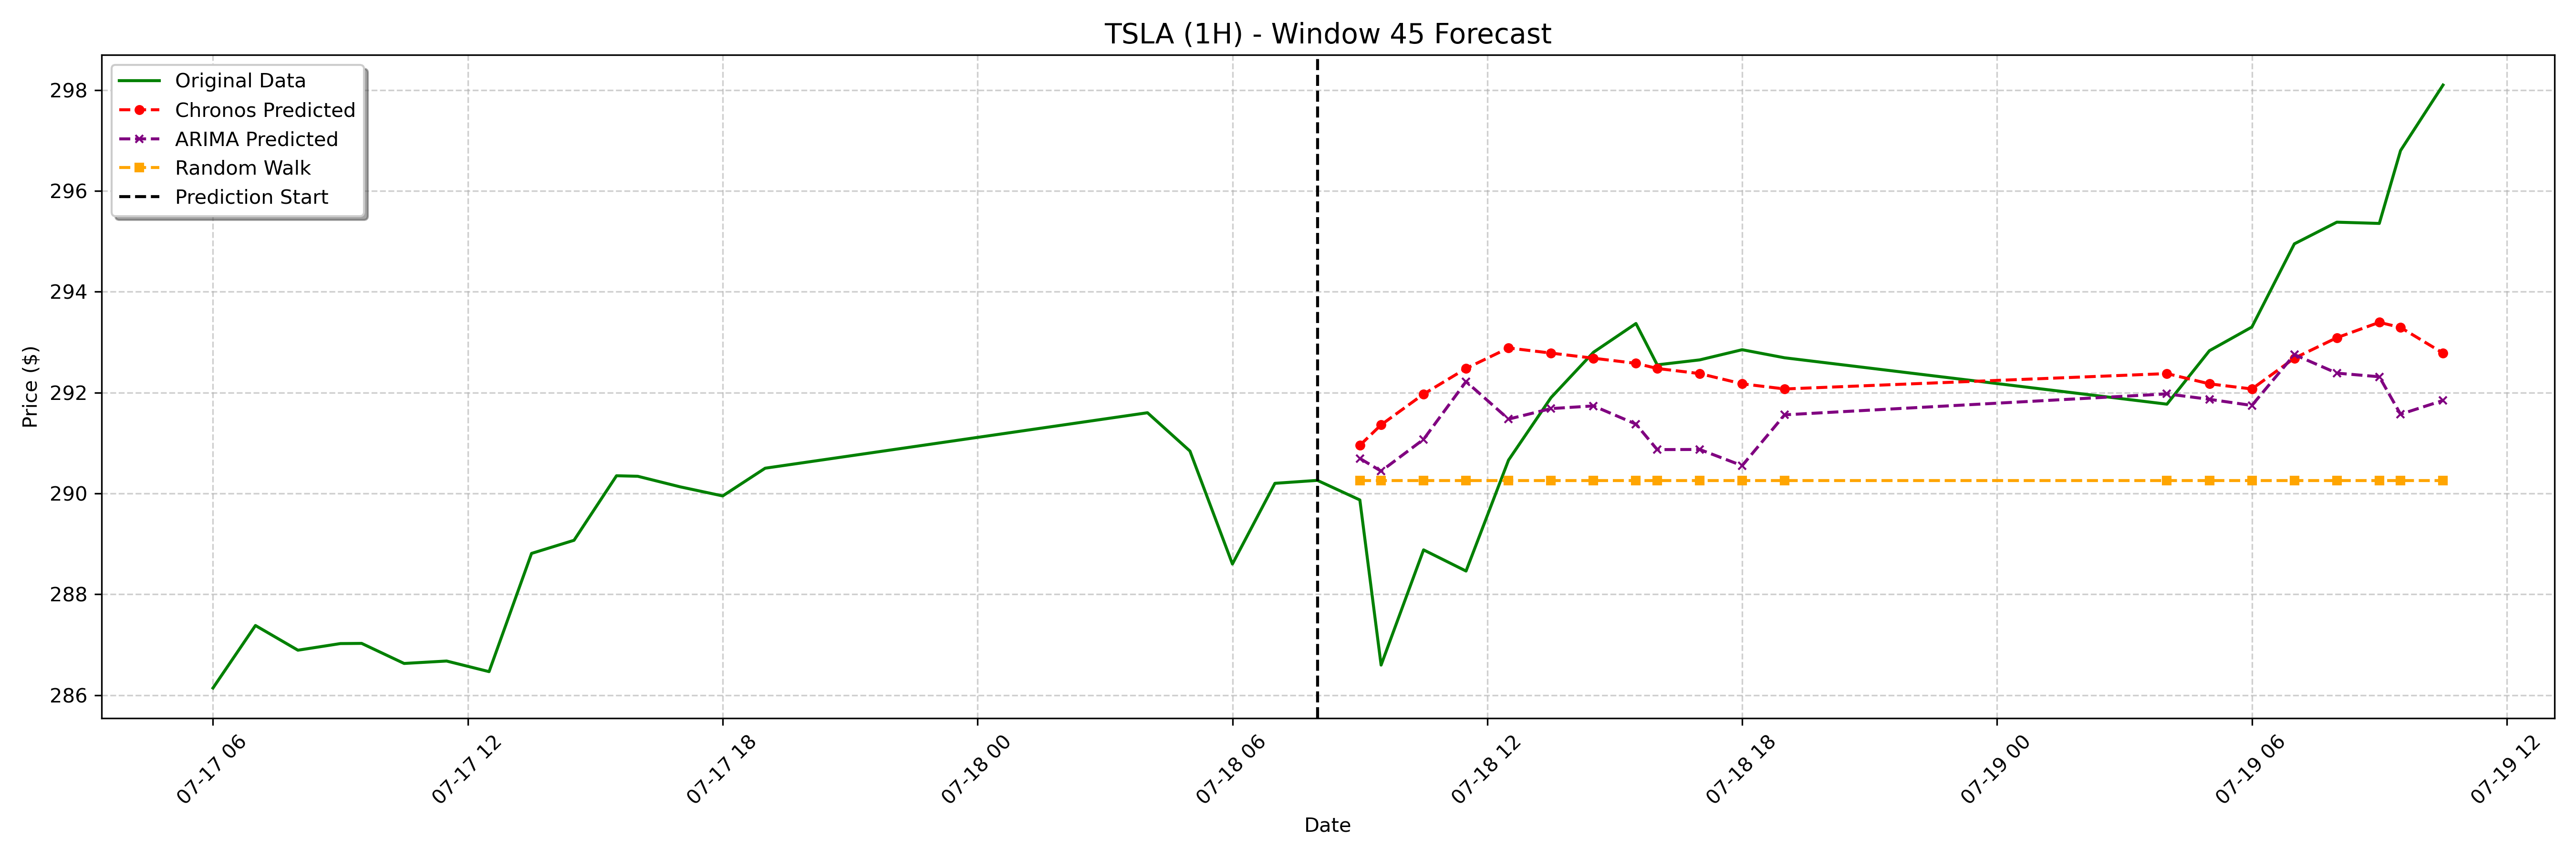 TSLA (1H) - Window 45 Forecast
Original Data
Chronos Predicted
ARIMA Predicted
Random Walk
Prediction Start
Price ($)
298
296
294
292
290
288
286
07-17 06
07-17 12
07-17 18
07-18 00
07-18 06
07-18 12
07-18 18
07-19 00
07-19 06
07-19 12
Date